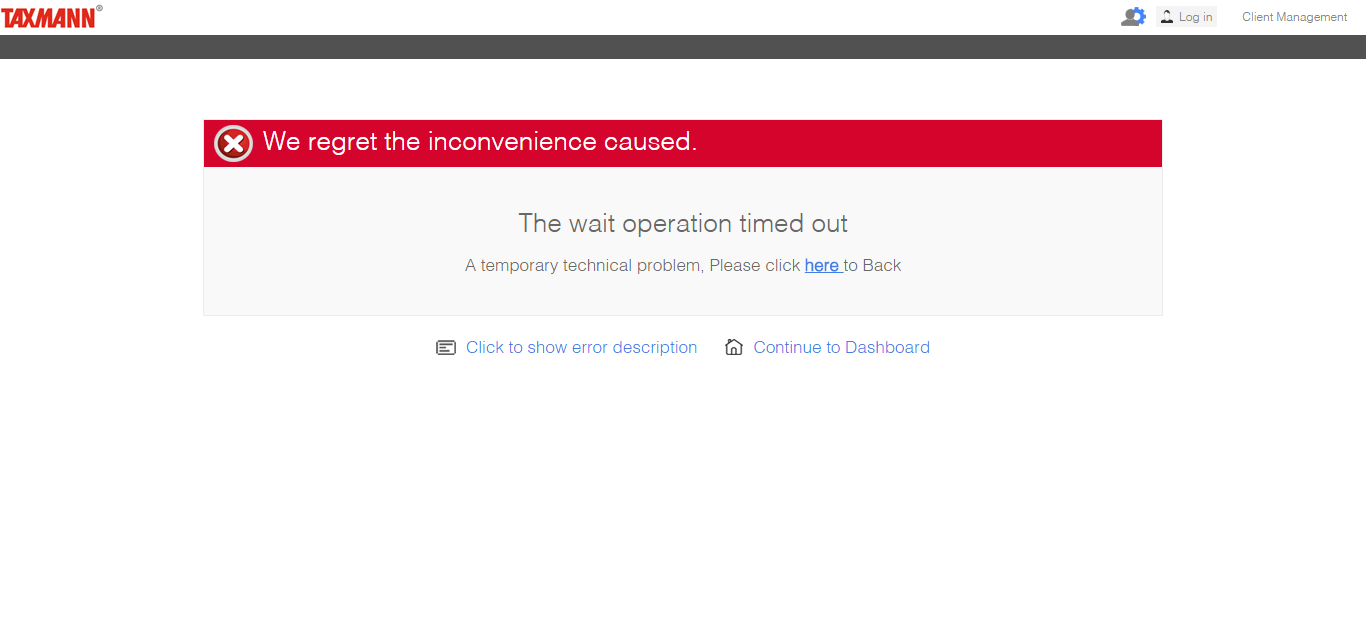 TAXMANN®
Log in
Client Management
We regret the inconvenience caused.
The wait operation timed out
A temporary technical problem, Please click here to Back
Click to show error description
Continue to Dashboard